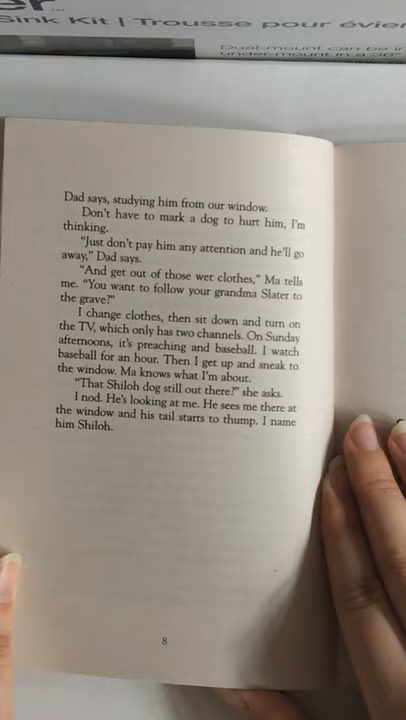 er™
Sink Kit | Trousse pour évier
Dual-mount can be in
under-mount in a 36"
Dad says, studying him from our window.
Don't have to mark a dog to hurt him, I'm
thinking.
"Just don't pay him any attention and he'll go
away," Dad says.
"And get out of those wet clothes," Ma tells
me. "You want to follow your grandma Slater to
the grave?"
I change clothes, then sit down and turn on
the TV, which only has two channels. On Sunday
afternoons, it's preaching and baseball. I watch
baseball for an hour. Then I get up and sneak to
the window. Ma knows what I'm about.
"That Shiloh dog still out there?" she asks.
I nod. He's looking at me. He sees me there at
the window and his tail starts to thump. I name
him Shiloh.
8